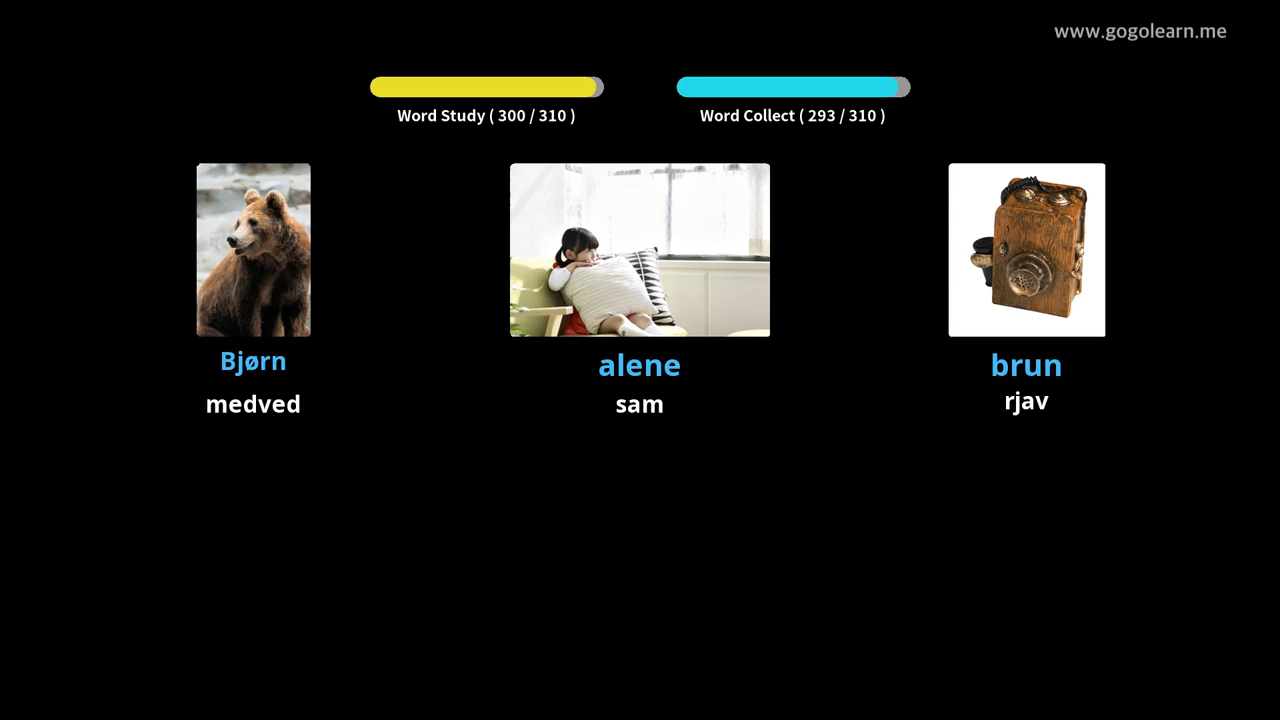 www.gogolearn.me
Word Study ( 300 / 310 )
Word Collect ( 293 / 310 )
Bjørn
medved
alene
sam
brun
rjav